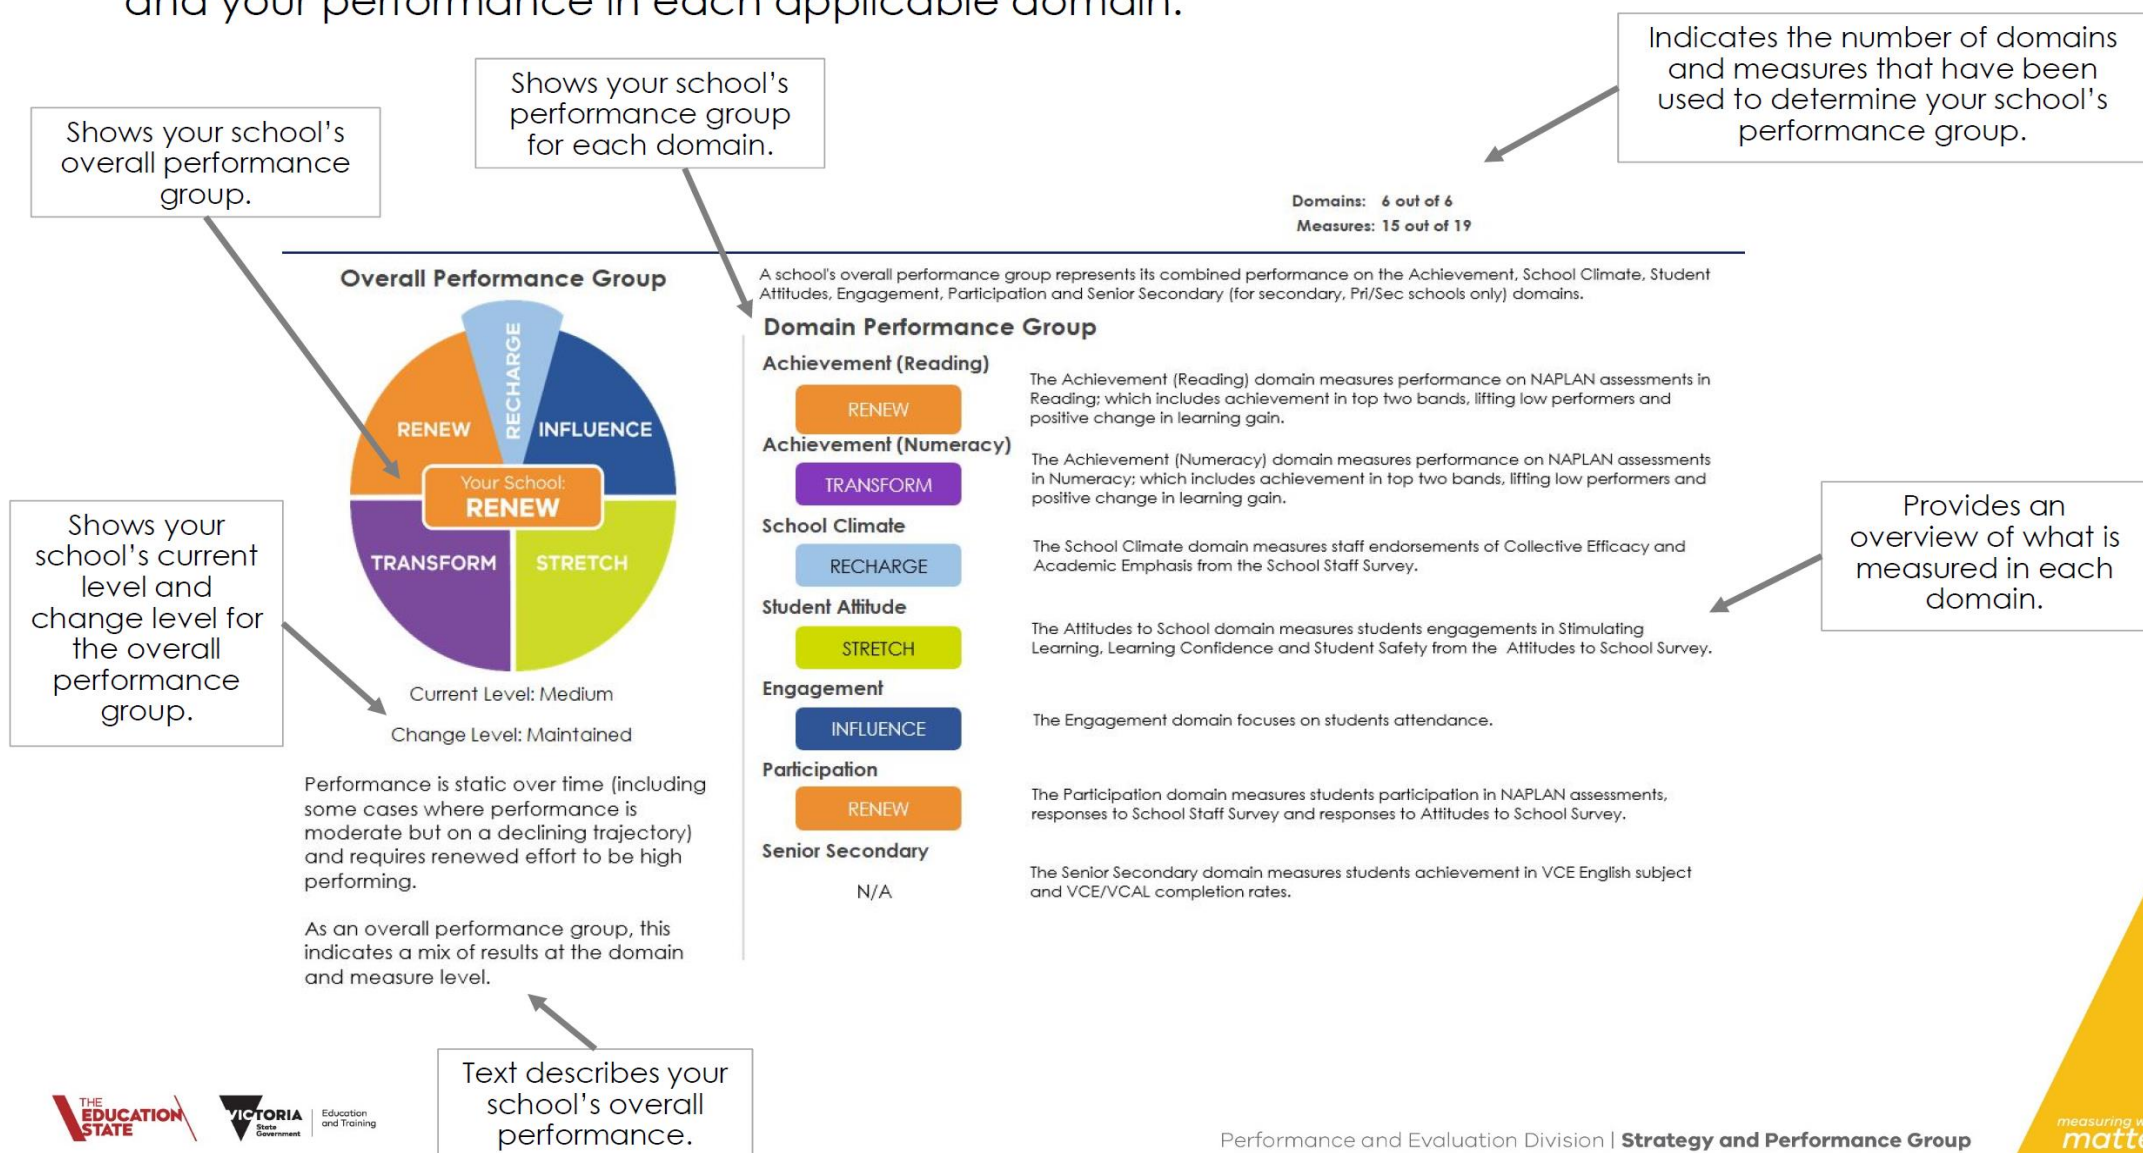 and your performance in each applicable domain.
Indicates the number of domains
and measures that have been
used to determine your school's
performance group.
Shows your school's
performance group
for each domain.
Shows your school's
overall performance
group.
Domains: 6 out of 6
Measures: 15 out of 19
Overall Performance Group
RECHARGE
RENEW
INFLUENCE
Your School:
RENEW
TRANSFORM
STRETCH
Current Level: Medium
Change Level: Maintained
Shows your
school's current
level and
change level for
the overall
performance
group.
Performance is static over time (including
some cases where performance is
moderate but on a declining trajectory)
and requires renewed effort to be high
performing.
As an overall performance group, this
indicates a mix of results at the domain
and measure level.
Text describes your
school's overall
performance.
A school's overall performance group represents its combined performance on the Achievement, School Climate, Student
Attitudes, Engagement, Participation and Senior Secondary (for secondary, Pri/Sec schools only) domains.
Domain Performance Group
Achievement (Reading)
RENEW
The Achievement (Reading) domain measures performance on NAPLAN assessments in
Reading; which includes achievement in top two bands, lifting low performers and
positive change in learning gain.
Achievement (Numeracy)
TRANSFORM
The Achievement (Numeracy) domain measures performance on NAPLAN assessments
in Numeracy; which includes achievement in top two bands, lifting low performers and
positive change in learning gain.
School Climate
RECHARGE
The School Climate domain measures staff endorsements of Collective Efficacy and
Academic Emphasis from the School Staff Survey.
Student Attitude
STRETCH
The Attitudes to School domain measures students engagements in Stimulating
Learning, Learning Confidence and Student Safety from the Attitudes to School Survey.
Engagement
INFLUENCE
The Engagement domain focuses on students attendance.
Participation
RENEW
The Participation domain measures students participation in NAPLAN assessments,
responses to School Staff Survey and responses to Attitudes to School Survey.
Senior Secondary
N/A
The Senior Secondary domain measures students achievement in VCE English subject
and VCE/VCAL completion rates.
Provides an
overview of what is
measured in each
domain.
THE
EDUCATION
STATE
VICTORIA
State
Government
Education
and Training
Performance and Evaluation Division | Strategy and Performance Group
measuring